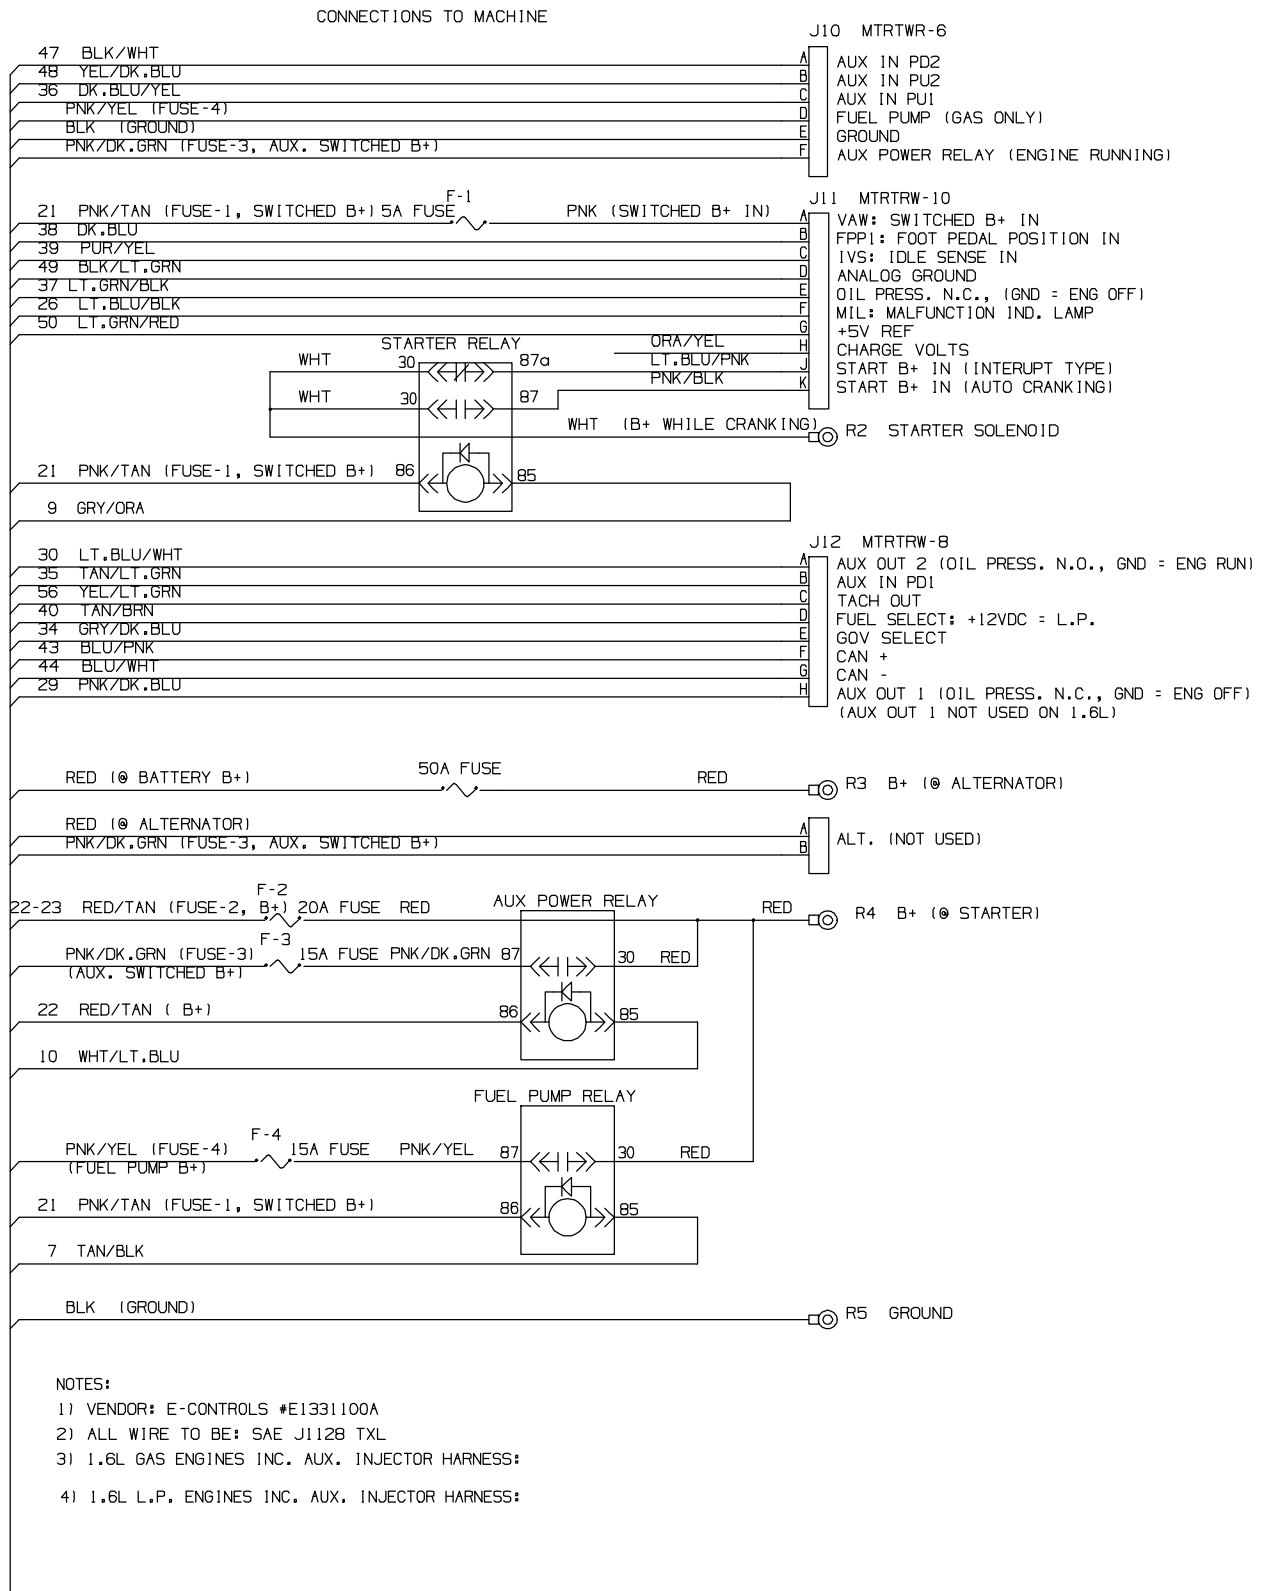 CONNECTIONS TO MACHINE
J10 MTRTWR-6
47 BLK/WHT
A
AUX IN PD2
48 YEL/DK.BLU
B
AUX IN PU2
36 DK.BLU/YEL
C
AUX IN PU1
PNK/YEL (FUSE-4)
D
FUEL PUMP (GAS ONLY)
BLK (GROUND)
E
GROUND
PNK/DK.GRN (FUSE-3, AUX. SWITCHED B+)
F
AUX POWER RELAY (ENGINE RUNNING)
J11 MTRTRW-10
F-1
21 PNK/TAN (FUSE-1, SWITCHED B+) 5A FUSE
PNK (SWITCHED B+ IN)
A
VAW: SWITCHED B+ IN
38 DK.BLU
B
FPP1: FOOT PEDAL POSITION IN
39 PUR/YEL
C
IVS: IDLE SENSE IN
49 BLK/LT.GRN
D
ANALOG GROUND
37 LT.GRN/BLK
E
OIL PRESS. N.C., (GND = ENG OFF)
26 LT.BLU/BLK
F
MIL: MALFUNCTION IND. LAMP
50 LT.GRN/RED
G
+5V REF
STARTER RELAY
ORA/YEL
H
CHARGE VOLTS
WHT
30
87a
LT.BLU/PNK
J
START B+ IN (INTERUPT TYPE)
PNK/BLK
K
START B+ IN (AUTO CRANKING)
WHT
30
87
WHT (B+ WHILE CRANKING)
R2 STARTER SOLENOID
21 PNK/TAN (FUSE-1, SWITCHED B+)
86
85
9 GRY/ORA
J12 MTRTRW-8
30 LT.BLU/WHT
A
AUX OUT 2 (OIL PRESS. N.O., GND = ENG RUN)
35 TAN/LT.GRN
B
AUX IN PD1
56 YEL/LT.GRN
C
TACH OUT
40 TAN/BRN
D
FUEL SELECT: +12VDC = L.P.
34 GRY/DK.BLU
E
GOV SELECT
43 BLU/PNK
F
CAN +
44 BLU/WHT
G
CAN -
29 PNK/DK.BLU
H
AUX OUT 1 (OIL PRESS. N.C., GND = ENG OFF)
(AUX OUT 1 NOT USED ON 1.6L)
RED (@ BATTERY B+)
50A FUSE
RED
R3 B+ (@ ALTERNATOR)
RED (@ ALTERNATOR)
A
ALT. (NOT USED)
PNK/DK.GRN (FUSE-3, AUX. SWITCHED B+)
B
F-2
AUX POWER RELAY
22-23 RED/TAN (FUSE-2, B+) 20A FUSE RED
RED
R4 B+ (@ STARTER)
F-3
PNK/DK.GRN (FUSE-3)
15A FUSE PNK/DK.GRN 87
30
RED
(AUX. SWITCHED B+)
22 RED/TAN ( B+)
86
85
10 WHT/LT.BLU
FUEL PUMP RELAY
F-4
PNK/YEL (FUSE-4)
15A FUSE
PNK/YEL
87
30
RED
(FUEL PUMP B+)
21 PNK/TAN (FUSE-1, SWITCHED B+)
86
85
7 TAN/BLK
BLK (GROUND)
R5 GROUND
NOTES:
1) VENDOR: E-CONTROLS #E1331100A
2) ALL WIRE TO BE: SAE J1128 TXL
3) 1.6L GAS ENGINES INC. AUX. INJECTOR HARNESS:
4) 1.6L L.P. ENGINES INC. AUX. INJECTOR HARNESS: